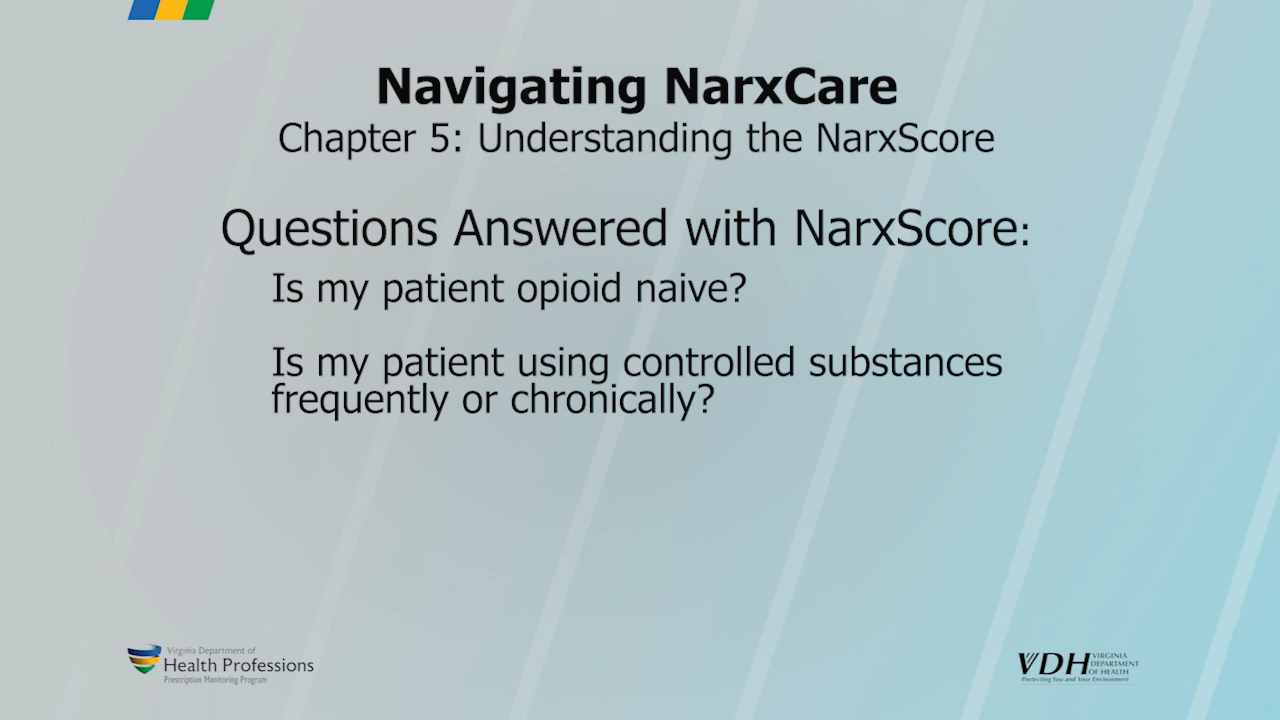 Navigating NarxCare
Chapter 5: Understanding the NarxScore
Questions Answered with NarxScore:
Is my patient opioid naive?
Is my patient using controlled substances
frequently or chronically?
Virginia Department of
Health Professions
Prescription Monitoring Program
VDH VIRGINIA
DEPARTMENT
OF HEALTH
Protecting You and Your Environment